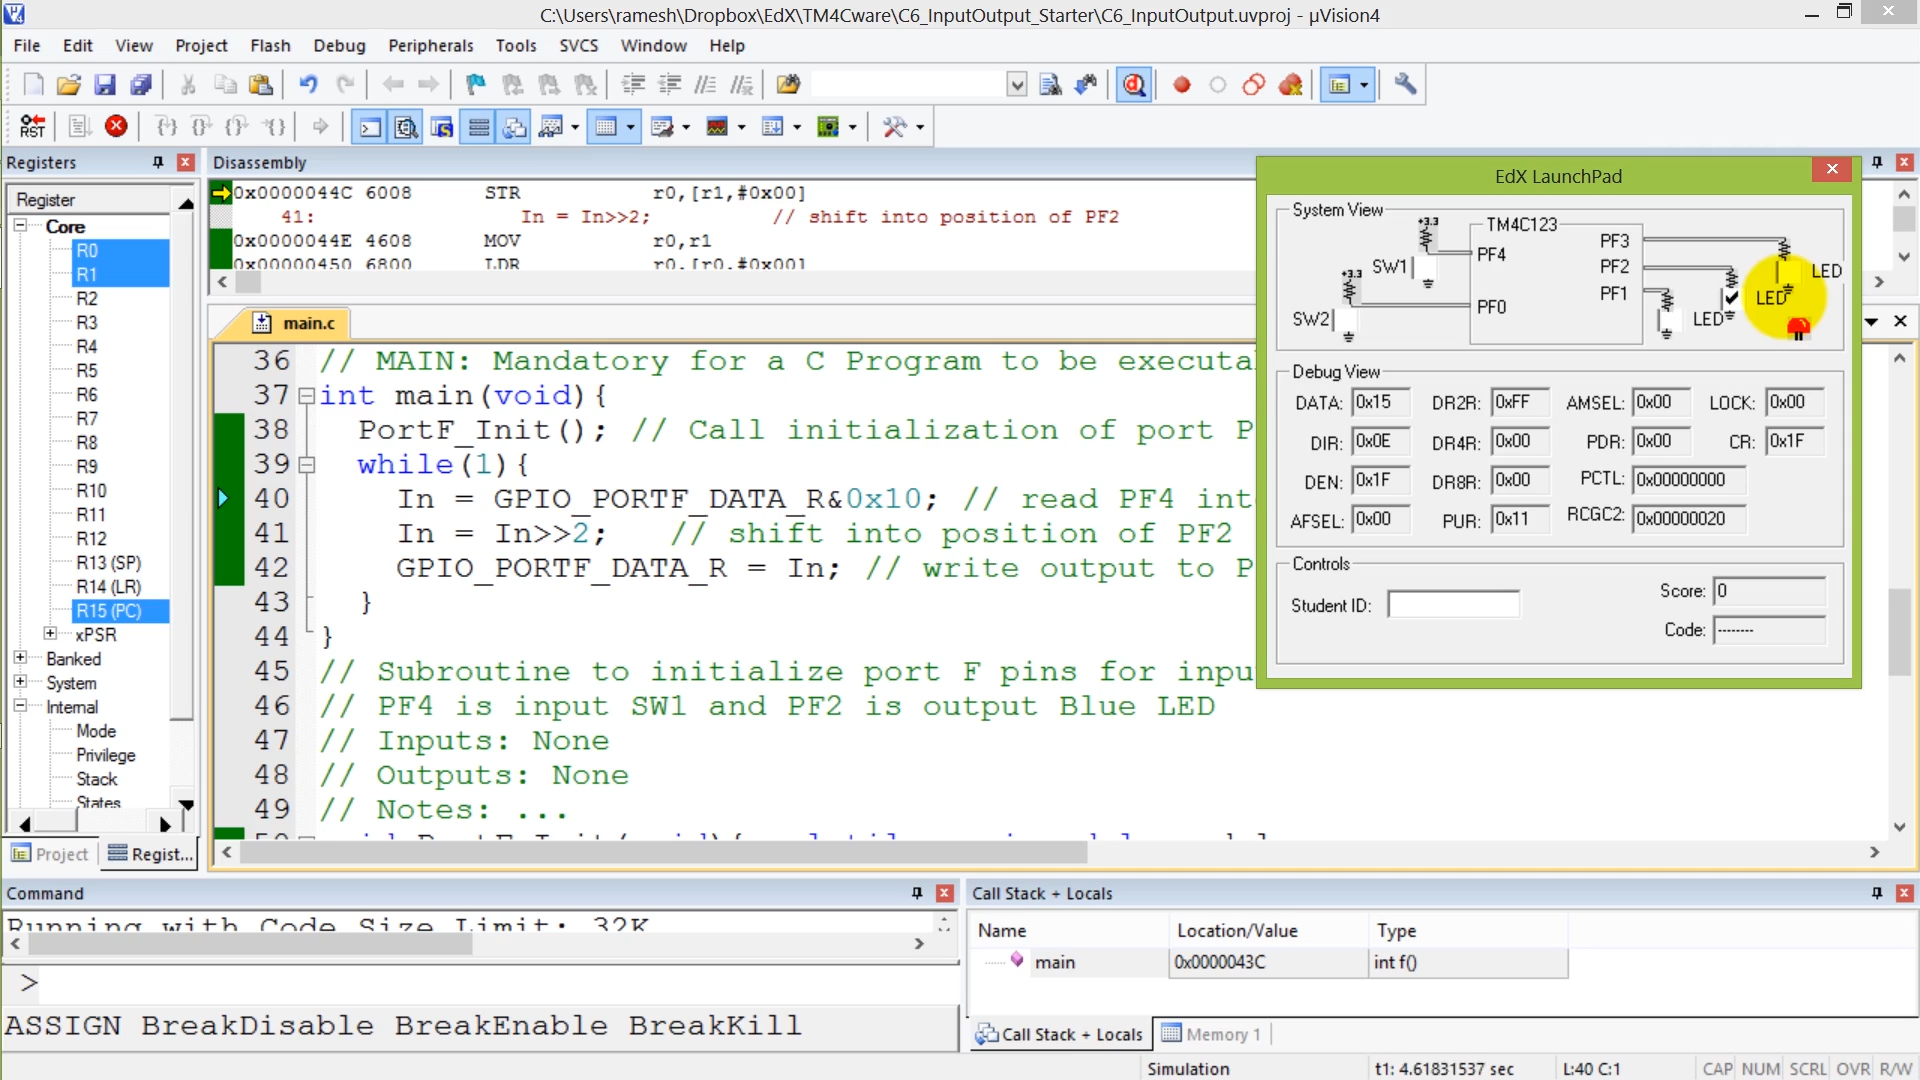 C:\Users\ramesh\Dropbox\EdX\TM4Cware\C6_InputOutput_Starter\C6_InputOutput.uvproj - µVision4
File Edit View Project Flash Debug Peripherals Tools SVCS Window Help
RST
Registers
Register
Core
R0
R1
R2
R3
R4
R5
R6
R7
R8
R9
R10
R11
R12
R13 (SP)
R14 (LR)
R15 (PC)
xPSR
Banked
System
Internal
Mode
Privilege
Stack
States
Project Regist...
Disassembly
0x0000044C 6008 STR r0,[r1,#0x00]
41: In = In>>2; // shift into position of PF2
0x0000044E 4608 MOV r0,r1
0x00000450 6800 LDR r0,[r0,#0x00]
main.c
36 // MAIN: Mandatory for a C Program to be executa
37 int main(void){
38 PortF_Init(); // Call initialization of port P
39 while(1){
40 In = GPIO_PORTF_DATA_R&0x10; // read PF4 int
41 In = In>>2; // shift into position of PF2
42 GPIO_PORTF_DATA_R = In; // write output to P
43 }
44 }
45 // Subroutine to initialize port F pins for inpu
46 // PF4 is input SW1 and PF2 is output Blue LED
47 // Inputs: None
48 // Outputs: None
49 // Notes: ...
EdX LaunchPad
System View
TM4C123
+3.3
PF4
SW1
+3.3
PF0
SW2
PF3
PF2
PF1
LED
LED
LED
Debug View
DATA: 0x15 DR2R: 0xFF AMSEL: 0x00 LOCK: 0x00
DIR: 0x0E DR4R: 0x00 PDR: 0x00 CR: 0x1F
DEN: 0x1F DR8R: 0x00 PCTL: 0x00000000
AFSEL: 0x00 PUR: 0x11 RCGC2: 0x00000020
Controls
Student ID:
Score: 0
Code: --------
Command
Running with Code Size Limit: 32K
>
ASSIGN BreakDisable BreakEnable BreakKill
Call Stack + Locals
Name Location/Value Type
main 0x0000043C int f()
Call Stack + Locals Memory 1
Simulation t1: 4.61831537 sec L:40 C:1 CAP NUM SCRL OVR R/W